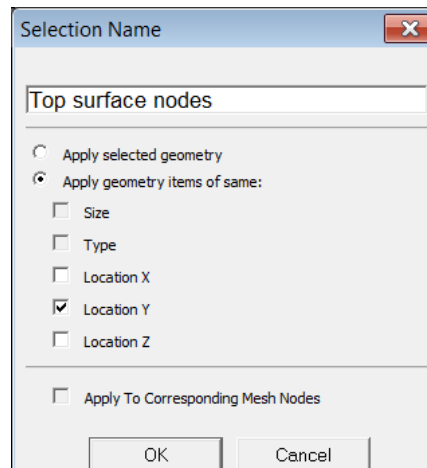 Selection Name
Top surface nodes
Apply selected geometry
Apply geometry items of same:
Size
Type
Location X
Location Y
Location Z
Apply To Corresponding Mesh Nodes
OK Cancel